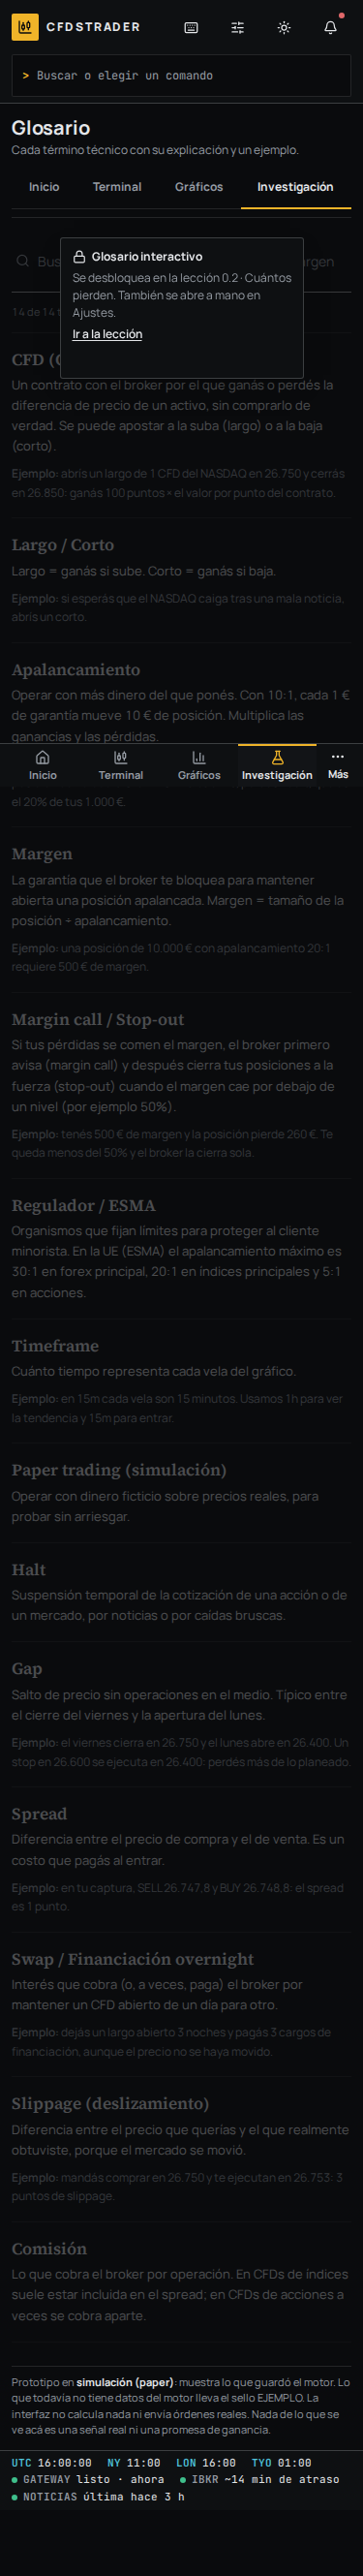 CFDSTRADER
> Buscar o elegir un comando
Glosario
Cada término técnico con su explicación y un ejemplo.
Inicio Terminal Gráficos Investigación
Glosario interactivo
Se desbloquea en la lección 0.2 · Cuántos
pierden. También se abre a mano en
Ajustes.
Ir a la lección
14 de 14
CFD (C
Un contrato con el broker por el que ganás o perdés la
diferencia de precio de un activo, sin comprarlo de
verdad. Se puede apostar a la suba (largo) o a la baja
(corto).
Ejemplo: abrís un largo de 1 CFD del NASDAQ en 26.750 y cerrás
en 26.850: ganás 100 puntos × el valor por punto del contrato.
Largo / Corto
Largo = ganás si sube. Corto = ganás si baja.
Ejemplo: si esperás que el NASDAQ caiga tras una mala noticia,
abrís un corto.
Apalancamiento
Operar con más dinero del que ponés. Con 10:1, cada 1 €
de garantía mueve 10 € de posición. Multiplica las
ganancias y las pérdidas.
Inicio Terminal Gráficos Investigación Más
el 20% de tus 1.000 €.
Margen
La garantía que el broker te bloquea para mantener
abierta una posición apalancada. Margen = tamaño de la
posición ÷ apalancamiento.
Ejemplo: una posición de 10.000 € con apalancamiento 20:1
requiere 500 € de margen.
Margin call / Stop-out
Si tus pérdidas se comen el margen, el broker primero
avisa (margin call) y después cierra tus posiciones a la
fuerza (stop-out) cuando el margen cae por debajo de
un nivel (por ejemplo 50%).
Ejemplo: tenés 500 € de margen y la posición pierde 260 €. Te
queda menos del 50% y el broker la cierra sola.
Regulador / ESMA
Organismos que fijan límites para proteger al cliente
minorista. En la UE (ESMA) el apalancamiento máximo es
30:1 en forex principal, 20:1 en índices principales y 5:1
en acciones.
Timeframe
Cuánto tiempo representa cada vela del gráfico.
Ejemplo: en 15m cada vela son 15 minutos. Usamos 1h para ver
la tendencia y 15m para entrar.
Paper trading (simulación)
Operar con dinero ficticio sobre precios reales, para
probar sin arriesgar.
Halt
Suspensión temporal de la cotización de una acción o de
un mercado, por noticias o por caídas bruscas.
Gap
Salto de precio sin operaciones en el medio. Típico entre
el cierre del viernes y la apertura del lunes.
Ejemplo: el viernes cierra en 26.750 y el lunes abre en 26.400. Un
stop en 26.600 se ejecuta en 26.400: perdés más de lo planeado.
Spread
Diferencia entre el precio de compra y el de venta. Es un
costo que pagás al entrar.
Ejemplo: en tu captura, SELL 26.747,8 y BUY 26.748,8: el spread
es 1 punto.
Swap / Financiación overnight
Interés que cobra (o, a veces, paga) el broker por
mantener un CFD abierto de un día para otro.
Ejemplo: dejás un largo abierto 3 noches y pagás 3 cargos de
financiación, aunque el precio no se haya movido.
Slippage (deslizamiento)
Diferencia entre el precio que querías y el que realmente
obtuviste, porque el mercado se movió.
Ejemplo: mandás comprar en 26.750 y te ejecutan en 26.753: 3
puntos de slippage.
Comisión
Lo que cobra el broker por operación. En CFDs de índices
suele estar incluida en el spread; en CFDs de acciones a
veces se cobra aparte.
Prototipo en simulación (paper): muestra lo que guardó el motor. Lo
que todavía no tiene datos del motor lleva el sello EJEMPLO. La
interfaz no calcula nada ni envía órdenes reales. Nada de lo que se
ve acá es una señal real ni una promesa de ganancia.
UTC 16:00:00 NY 11:00 LON 16:00 TYO 01:00
GATEWAY listo · ahora IBKR ~14 min de atraso
NOTICIAS última hace 3 h